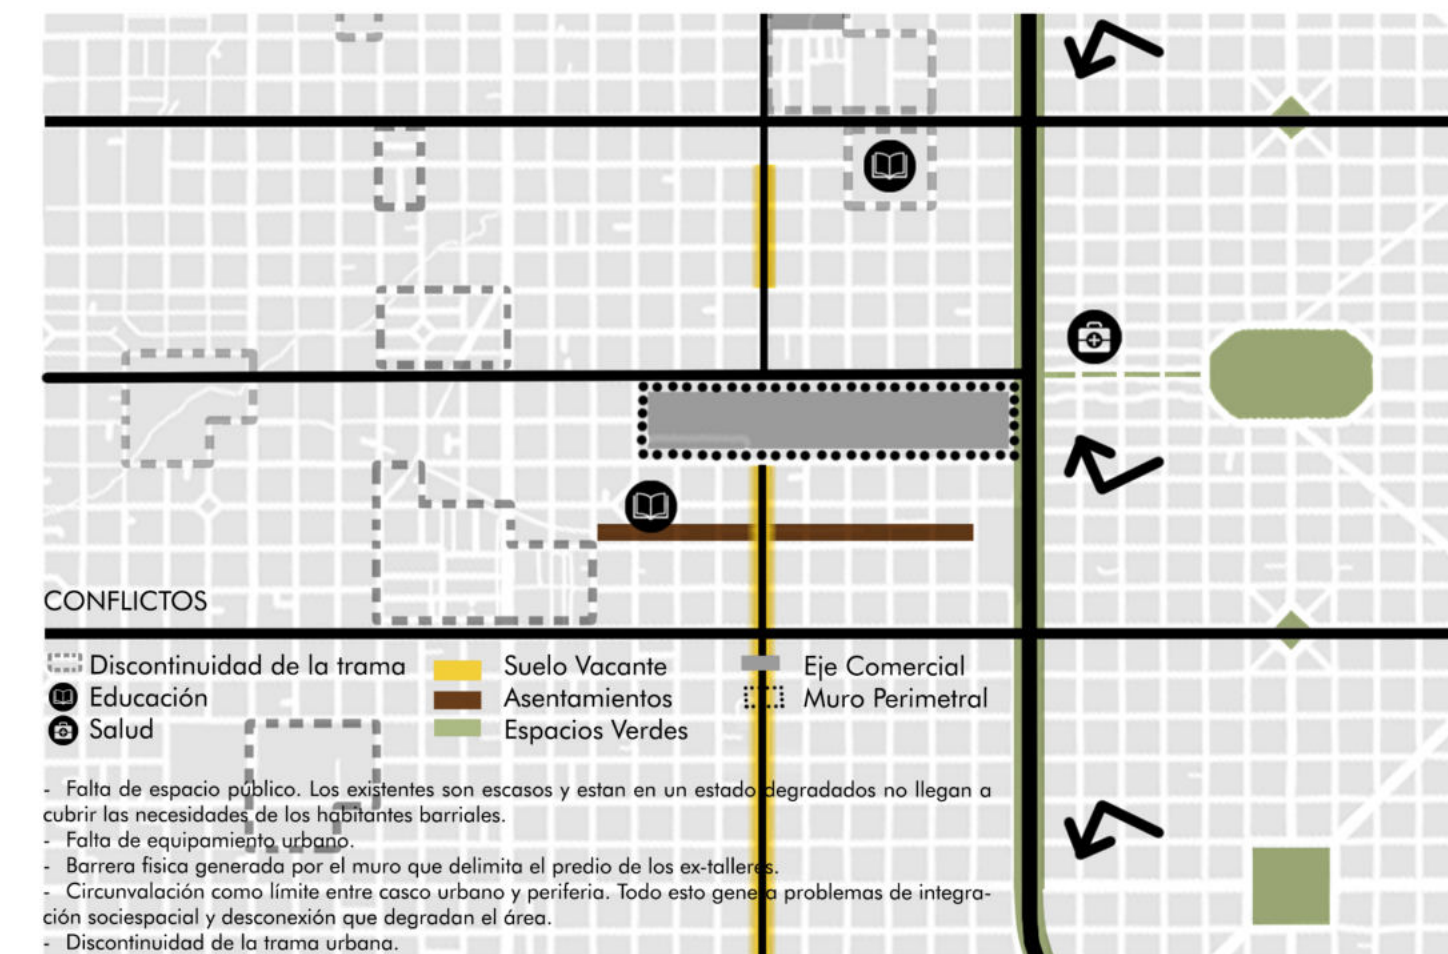 CONFLICTOS
Discontinuidad de la trama
Educación
Salud
Suelo Vacante
Asentamientos
Espacios Verdes
Eje Comercial
Muro Perimetral
- Falta de espacio público. Los existentes son escasos y estan en un estado degradados no llegan a
cubrir las necesidades de los habitantes barriales.
- Falta de equipamiento urbano.
- Barrera fisica generada por el muro que delimita el predio de los ex-talleres.
- Circunvalación como límite entre casco urbano y periferia. Todo esto genera problemas de integra-
ción sociespacial y desconexión que degradan el área.
- Discontinuidad de la trama urbana.